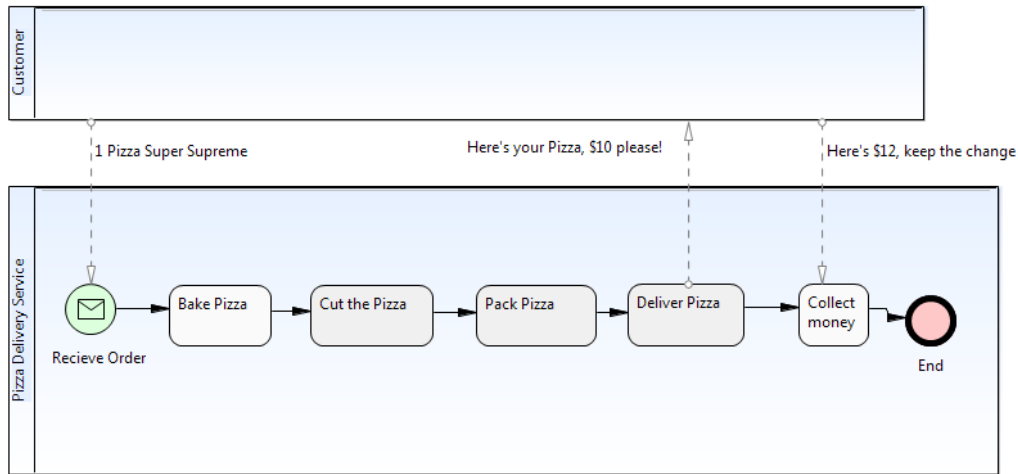 Customer
1 Pizza Super Supreme
Here's your Pizza, $10 please!
Here's $12, keep the change
Pizza Delivery Service
Recieve Order
Bake Pizza
Cut the Pizza
Pack Pizza
Deliver Pizza
Collect
money
End